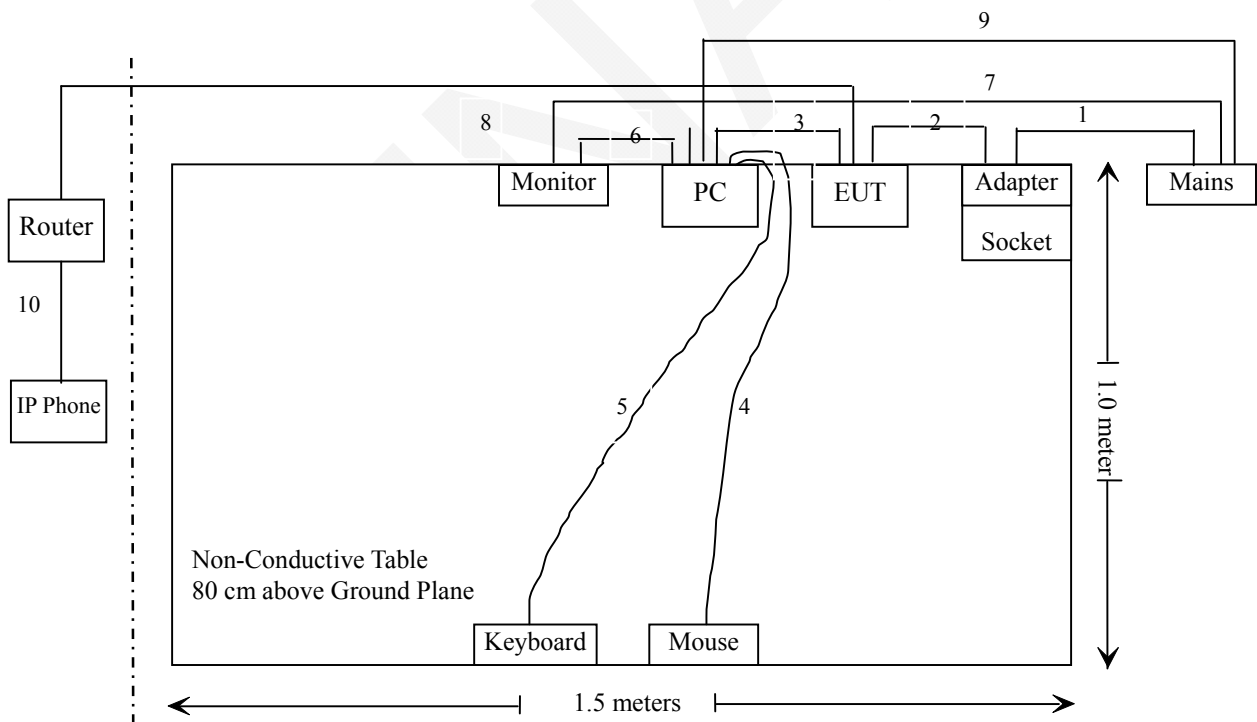 9
7
8
6
3
2
1
Monitor
PC
EUT
Adapter
Mains
Socket
Router
10
IP Phone
5
4
1.0 meter
Non-Conductive Table
80 cm above Ground Plane
Keyboard
Mouse
1.5 meters